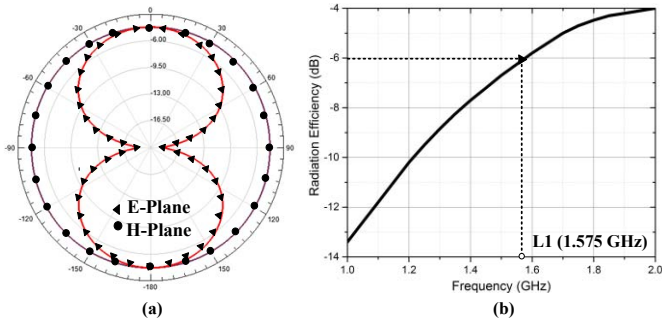 0
-30
30
-60
60
-90
90
-120
120
-150
150
-180
-6.00
-9.50
-13.00
-16.50
E-Plane
H-Plane
(a)
-4
-6
-8
-10
-12
-14
Radiation Efficiency (dB)
L1 (1.575 GHz)
1.0 1.2 1.4 1.6 1.8 2.0
Frequency (GHz)
(b)